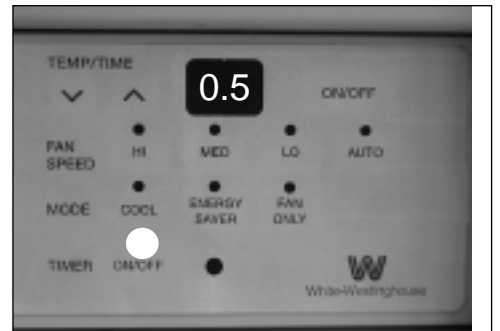 TEMP/TIME
0.5
ON/OFF
FAN SPEED
HI
MED
LO
AUTO
MODE
COOL
ENERGY SAVER
FAN ONLY
TIMER
ON/OFF
W
White-Westinghouse